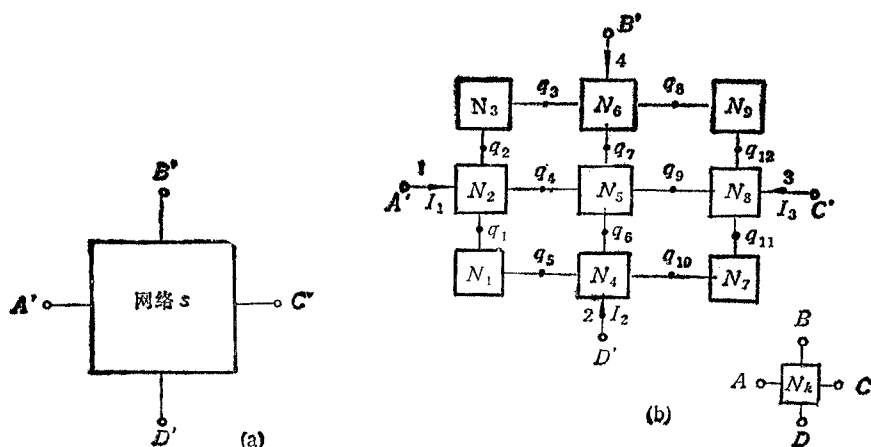 B'
4
N₃ q₃ N₆ q₈ N₉
q₂ q₇ q₁₂
B'
1 3
A' I₁ N₂ q₄ N₅ q₉ N₈ I₃ C'
q₁ q₆ q₁₁
N₁ q₅ N₄ q₁₀ N₇
A' 网络 S C'
2 I₂
D'
B
A Nₖ C
D
D' (a) (b)